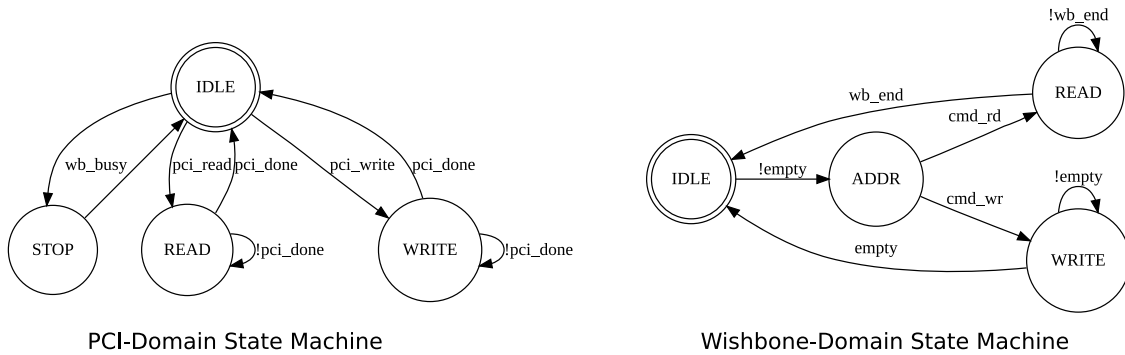 IDLE
wb_busy
pci_read
pci_done
pci_write
pci_done
STOP
READ
!pci_done
WRITE
!pci_done
PCI-Domain State Machine
!wb_end
READ
wb_end
cmd_rd
IDLE
!empty
ADDR
!empty
cmd_wr
empty
WRITE
Wishbone-Domain State Machine